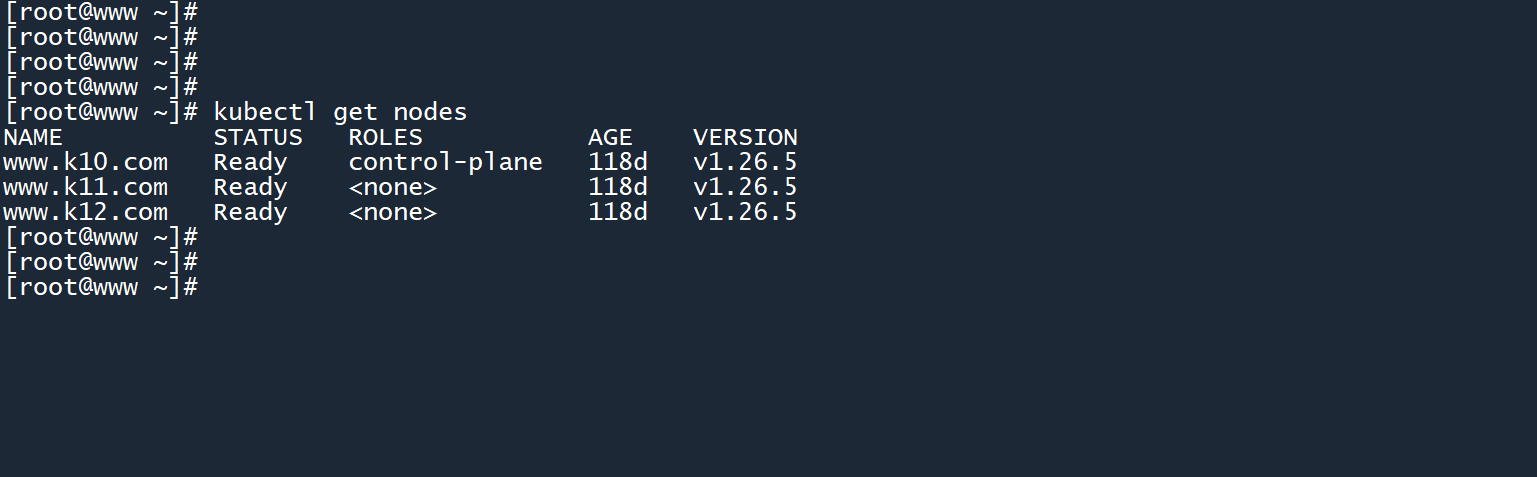 [root@www ~]#
[root@www ~]#
[root@www ~]#
[root@www ~]#
[root@www ~]# kubectl get nodes
NAME           STATUS   ROLES           AGE    VERSION
www.k10.com   Ready    control-plane   118d   v1.26.5
www.k11.com   Ready    <none>          118d   v1.26.5
www.k12.com   Ready    <none>          118d   v1.26.5
[root@www ~]#
[root@www ~]#
[root@www ~]#